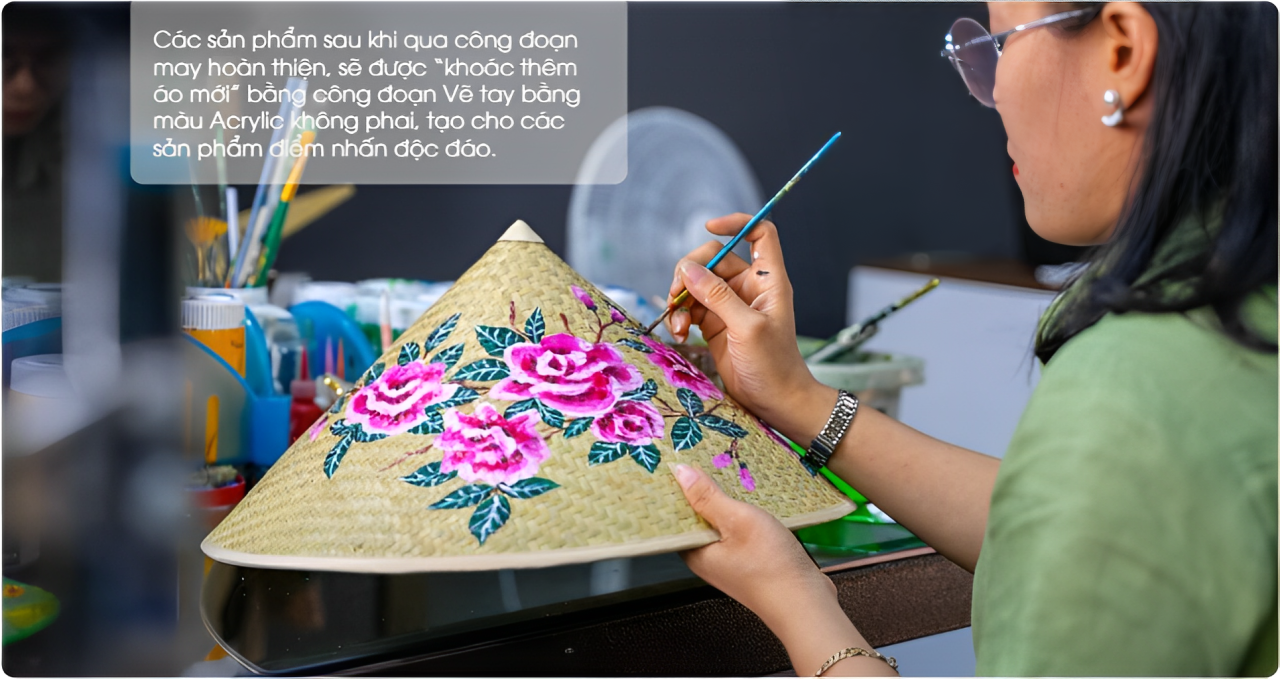 Các sản phẩm sau khi qua công đoạn
may hoàn thiện, sẽ được “khoác thêm
áo mới” bằng công đoạn Vẽ tay bằng
màu Acrylic không phai, tạo cho các
sản phẩm điểm nhấn độc đáo.